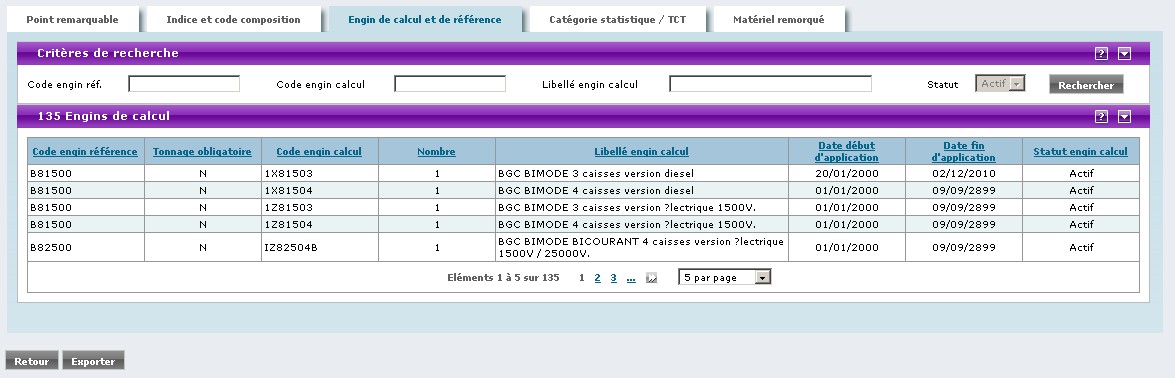 Point remarquable Indice et code composition Engin de calcul et de référence Catégorie statistique / TCT Matériel remorqué
Critères de recherche ?
Code engin réf. Code engin calcul Libellé engin calcul Statut Actif Rechercher
135 Engins de calcul ?
Code engin référence Tonnage obligatoire Code engin calcul Nombre Libellé engin calcul Date début d'application Date fin d'application Statut engin calcul
B81500 N 1X81503 1 BGC BIMODE 3 caisses version diesel 20/01/2000 02/12/2010 Actif
B81500 N 1X81504 1 BGC BIMODE 4 caisses version diesel 01/01/2000 09/09/2899 Actif
B81500 N 1Z81503 1 BGC BIMODE 3 caisses version ?lectrique 1500V. 01/01/2000 09/09/2899 Actif
B81500 N 1Z81504 1 BGC BIMODE 4 caisses version ?lectrique 1500V. 01/01/2000 09/09/2899 Actif
B82500 N IZ82504B 1 BGC BIMODE BICOURANT 4 caisses version ?lectrique 1500V / 25000V. 01/01/2000 09/09/2899 Actif
Eléments 1 à 5 sur 135 1 2 3 ... 5 par page
Retour Exporter